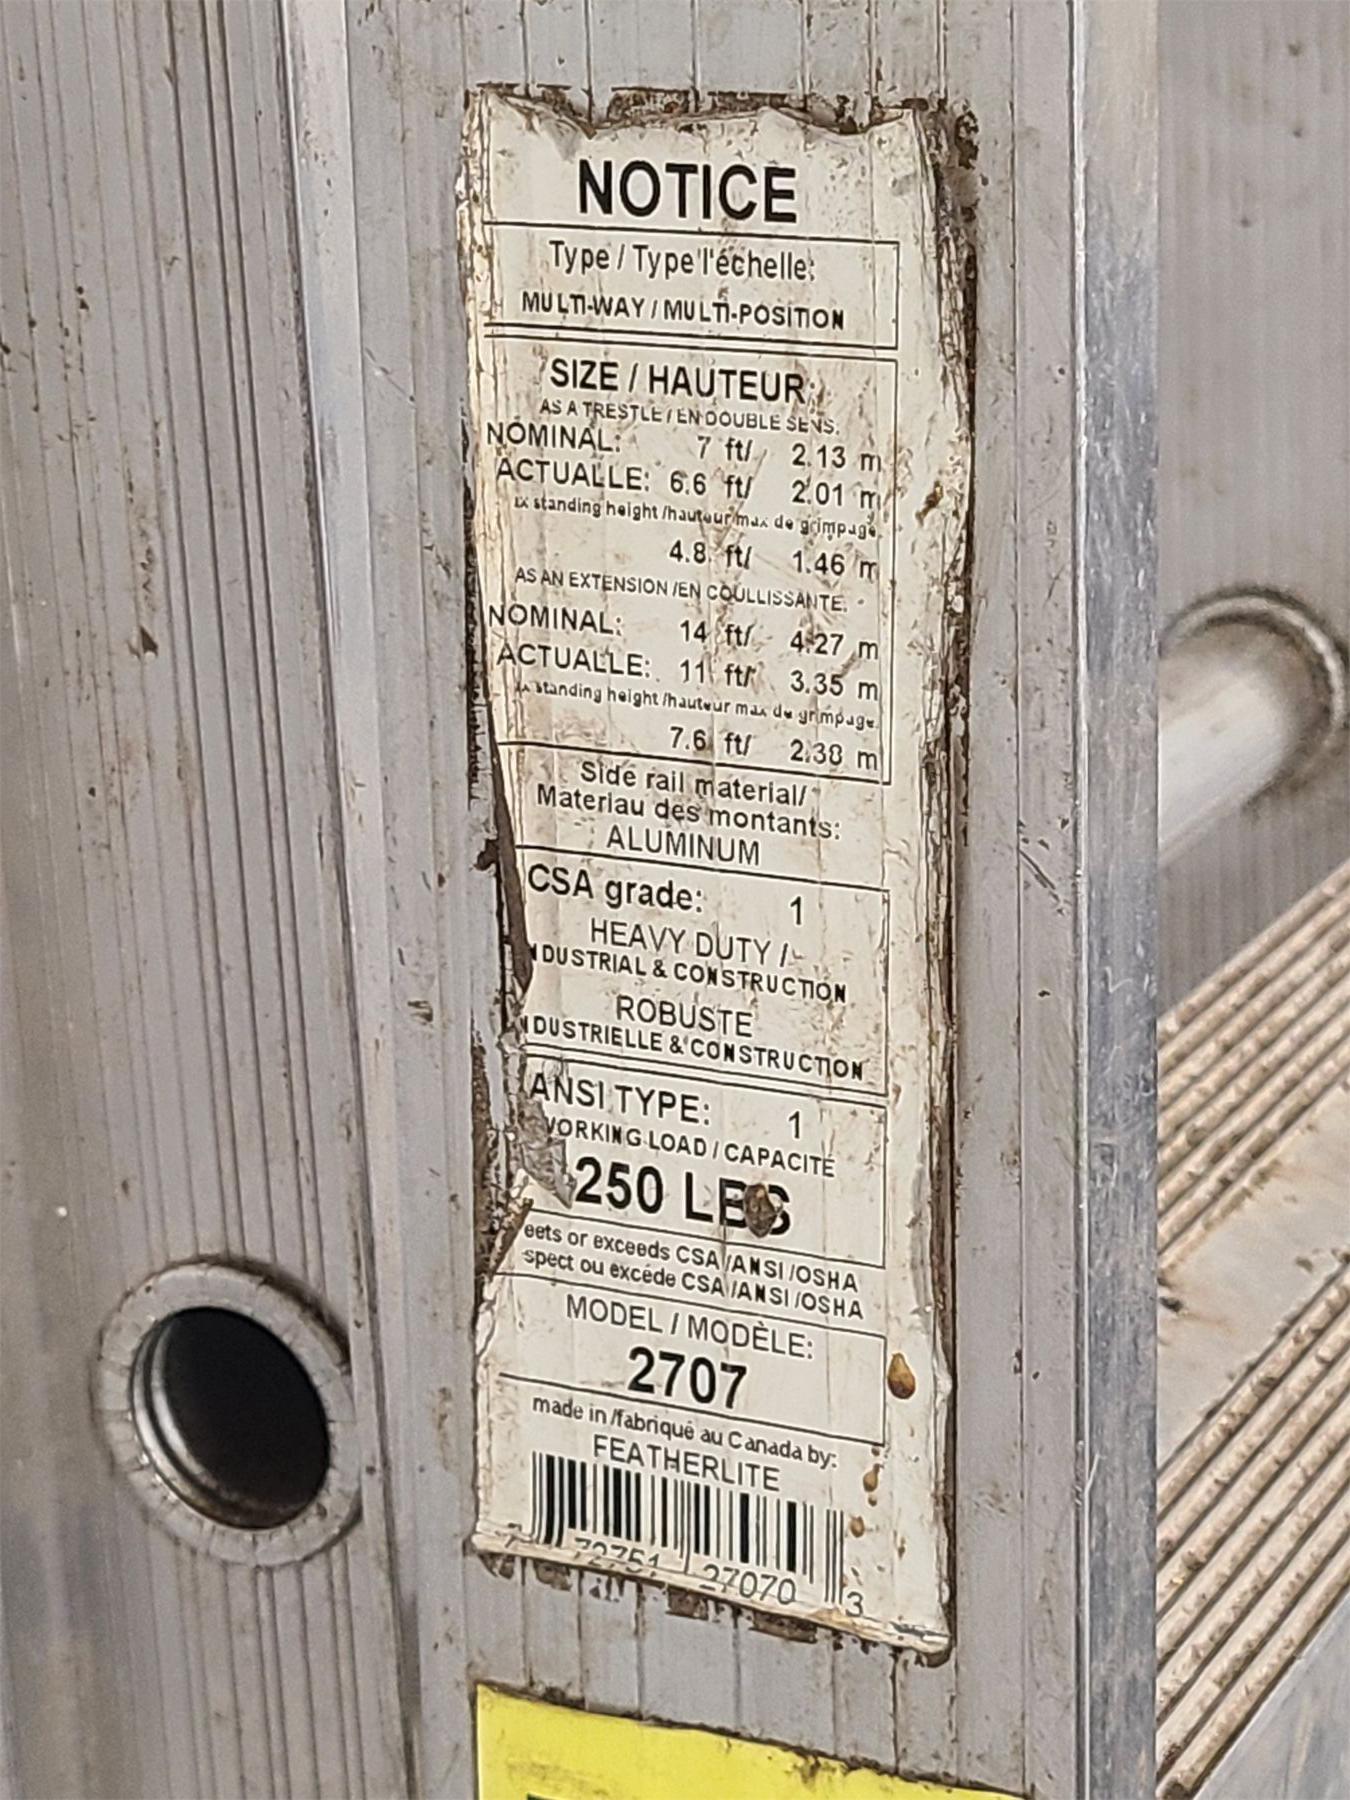 NOTICE
Type / Type l'échelle:
MULTI-WAY / MULTI-POSITION
SIZE / HAUTEUR:
AS A TRESTLE / EN DOUBLE SENS.
NOMINAL: 7 ft/ 2.13 m
ACTUALLE: 6.6 ft/ 2.01 m
standing height /hauteur max de grimpage.
4.8 ft/ 1.46 m
AS AN EXTENSION /EN COULLISSANTE.
NOMINAL: 14 ft/ 4.27 m
ACTUALLE: 11 ft/ 3.35 m
standing height /hauteur max de grimpage
7.6 ft/ 2.38 m
Side rail material/
Materiau des montants:
ALUMINUM
CSA grade: 1
HEAVY DUTY /
NDUSTRIAL & CONSTRUCTION
ROBUSTE
NDUSTRIELLE & CONSTRUCTION
ANSI TYPE: 1
WORKING LOAD / CAPACITE
250 LBS
eets or exceeds CSA /ANSI /OSHA
spect ou excéde CSA /ANSI /OSHA
MODEL / MODÈLE:
2707
made in /fabriqué au Canada by:
FEATHERLITE
7 72751 27070 3